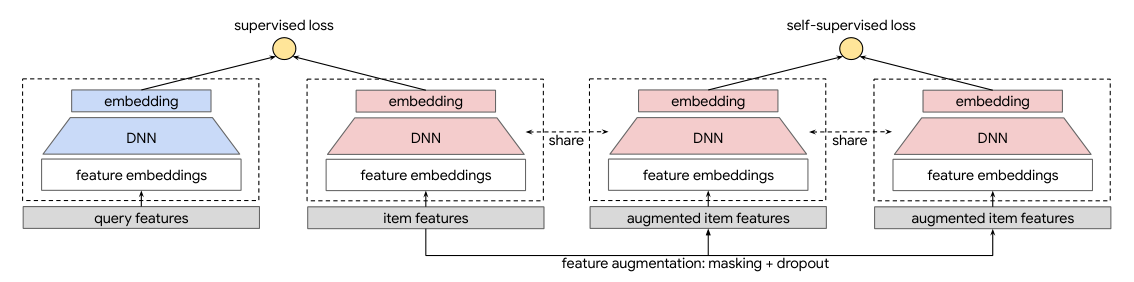 supervised loss
self-supervised loss
embedding
embedding
embedding
embedding
DNN
DNN
DNN
DNN
share
share
feature embeddings
feature embeddings
feature embeddings
feature embeddings
query features
item features
augmented item features
augmented item features
feature augmentation: masking + dropout